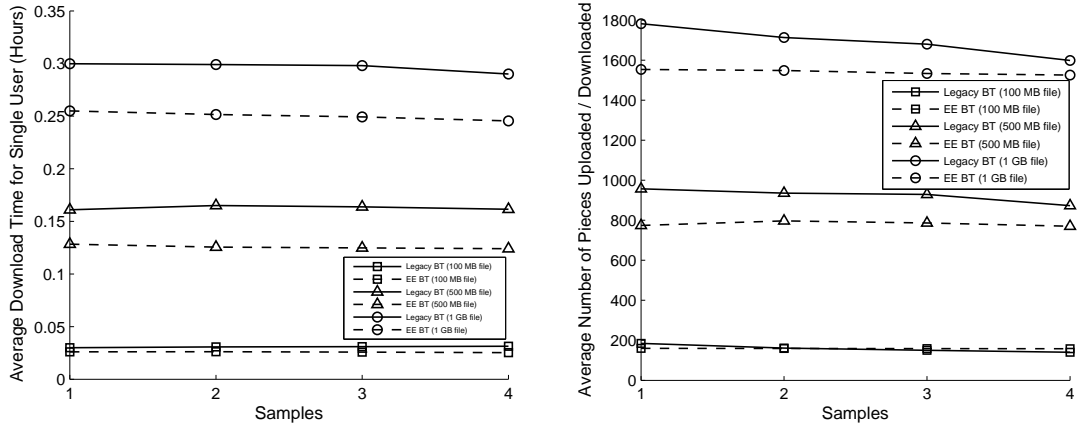 Average Download Time for Single User (Hours)
0.35
0.3
0.25
0.2
0.15
0.1
0.05
0
1
2
3
4
Samples
Legacy BT (100 MB file)
EE BT (100 MB file)
Legacy BT (500 MB file)
EE BT (500 MB file)
Legacy BT (1 GB file)
EE BT (1 GB file)
Average Number of Pieces Uploaded / Downloaded
1800
1600
1400
1200
1000
800
600
400
200
0
1
2
3
4
Samples
Legacy BT (100 MB file)
EE BT (100 MB file)
Legacy BT (500 MB file)
EE BT (500 MB file)
Legacy BT (1 GB file)
EE BT (1 GB file)